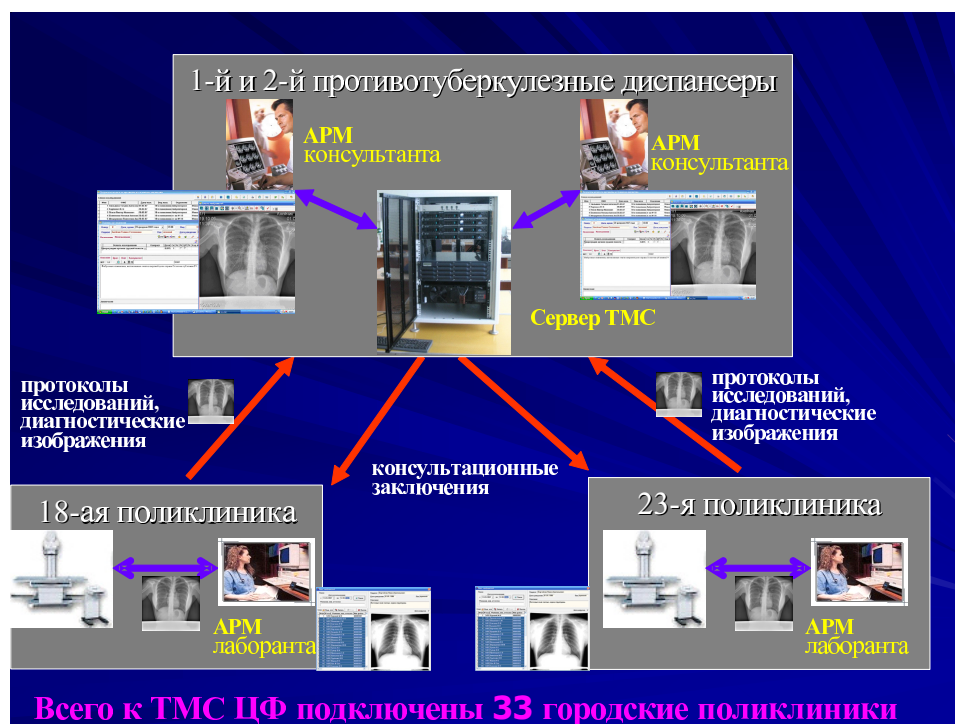 1-й и 2-й противотуберкулезные диспансеры
АРМ
консультанта
АРМ
консультанта
Сервер ТМС
протоколы
исследований,
диагностические
изображения
протоколы
исследований,
диагностические
изображения
консультационные
заключения
18-ая поликлиника
23-я поликлиника
АРМ
лаборанта
АРМ
лаборанта
Всего к ТМС ЦФ подключены 33 городские поликлиники